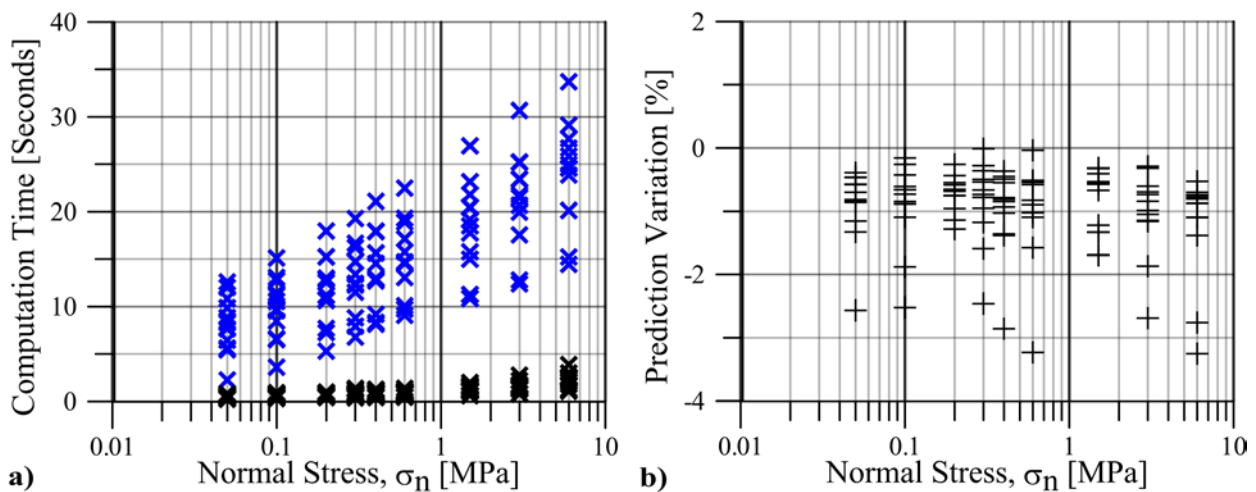 40
30
20
10
0
Computation Time [Seconds]
0.01
0.1
1
10
Normal Stress, σn [MPa]
a)
2
0
-2
-4
Prediction Variation [%]
0.01
0.1
1
10
Normal Stress, σn [MPa]
b)